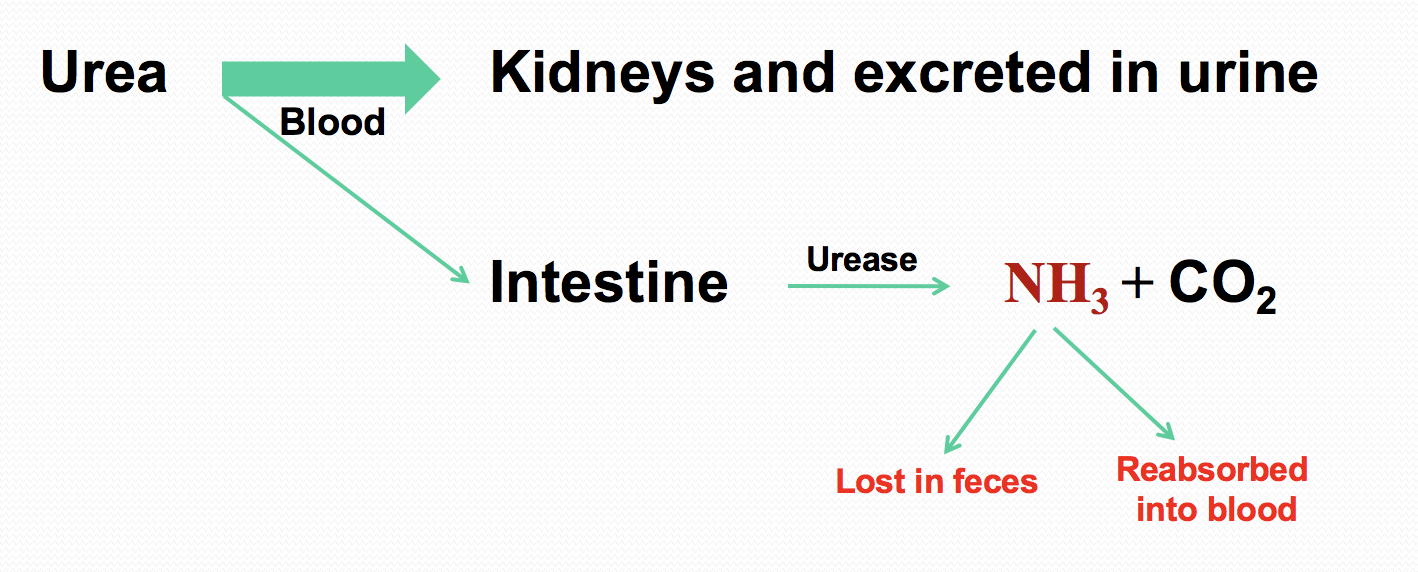 Urea
Kidneys and excreted in urine
Blood
Intestine
Urease
NH₃ + CO₂
Lost in feces
Reabsorbed
into blood